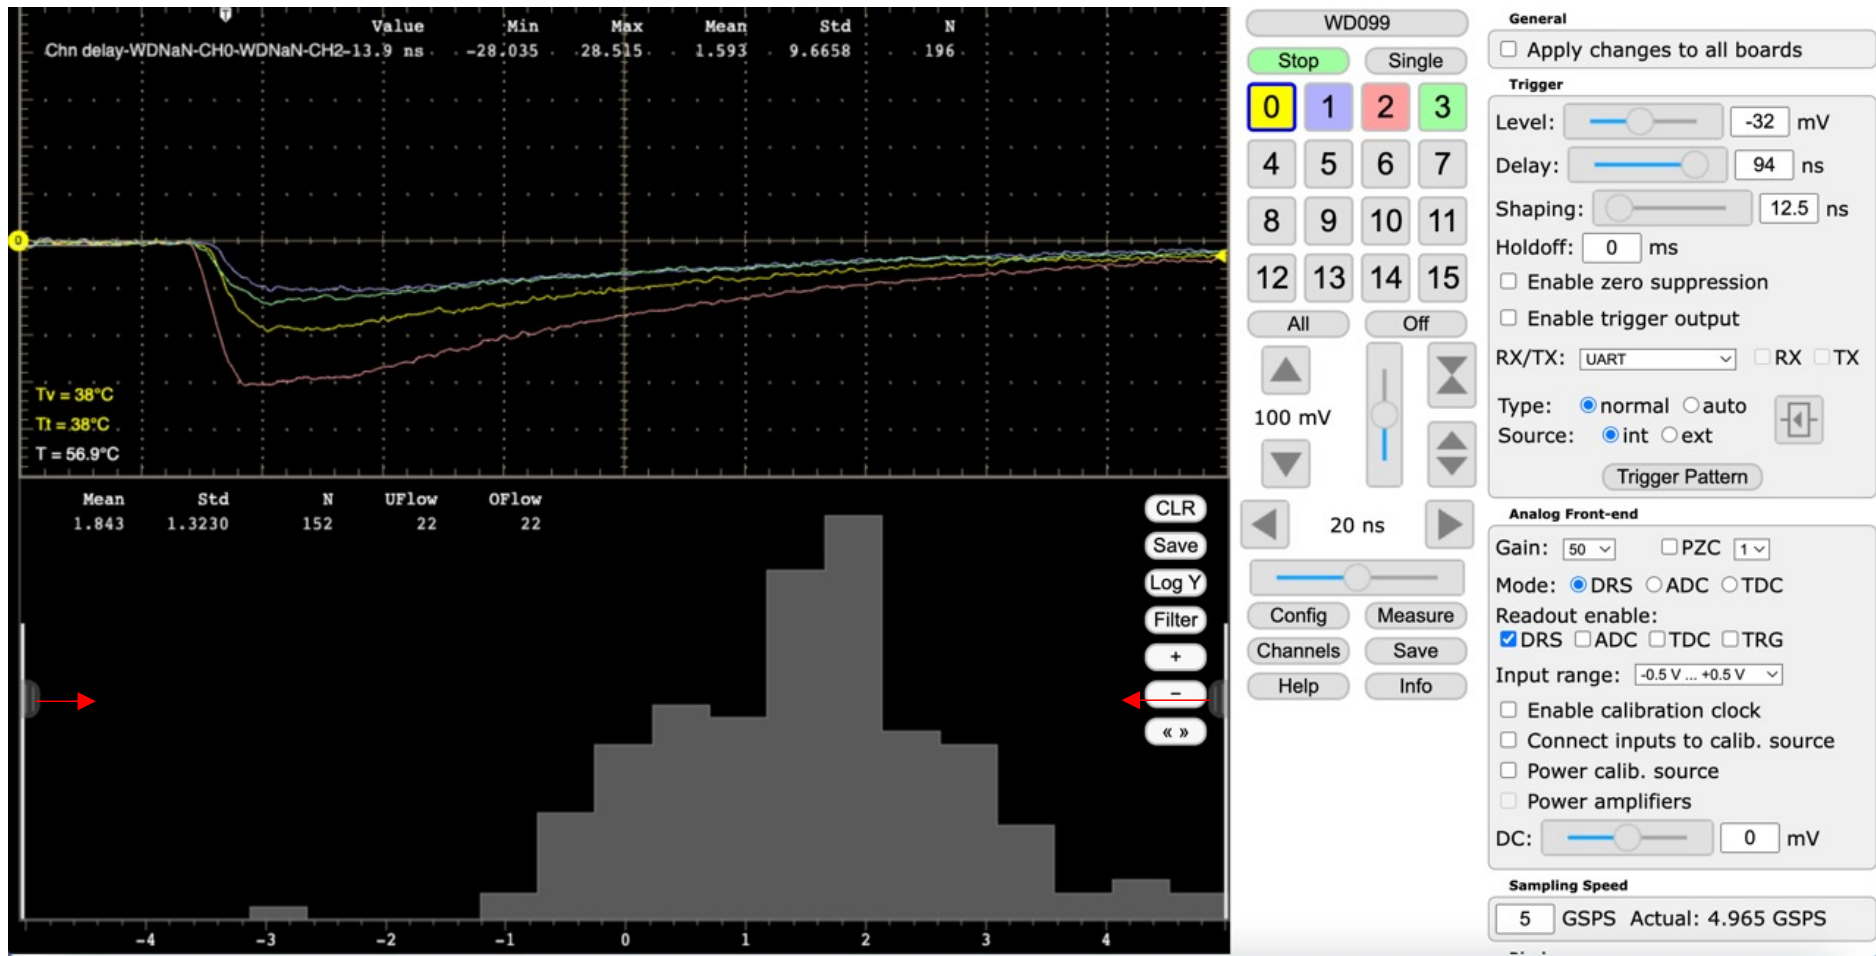 T
Value Min Max Mean Std N
Chn delay-WDNaN-CH0-WDNaN-CH2-13.9 ns -28.035 28.515 1.593 9.6658 196
0
Tv = 38°C
Tt = 38°C
T = 56.9°C
Mean Std N UFlow OFlow
1.843 1.3230 152 22 22
CLR
Save
Log Y
Filter
+
−
« »
-4 -3 -2 -1 0 1 2 3 4
WD099
Stop Single
0 1 2 3
4 5 6 7
8 9 10 11
12 13 14 15
All Off
100 mV
20 ns
Config Measure
Channels Save
Help Info
General
Apply changes to all boards
Trigger
Level: -32 mV
Delay: 94 ns
Shaping: 12.5 ns
Holdoff: 0 ms
Enable zero suppression
Enable trigger output
RX/TX: UART RX TX
Type: normal auto
Source: int ext
Trigger Pattern
Analog Front-end
Gain: 50 PZC 1
Mode: DRS ADC TDC
Readout enable:
DRS ADC TDC TRG
Input range: -0.5 V ... +0.5 V
Enable calibration clock
Connect inputs to calib. source
Power calib. source
Power amplifiers
DC: 0 mV
Sampling Speed
5 GSPS Actual: 4.965 GSPS